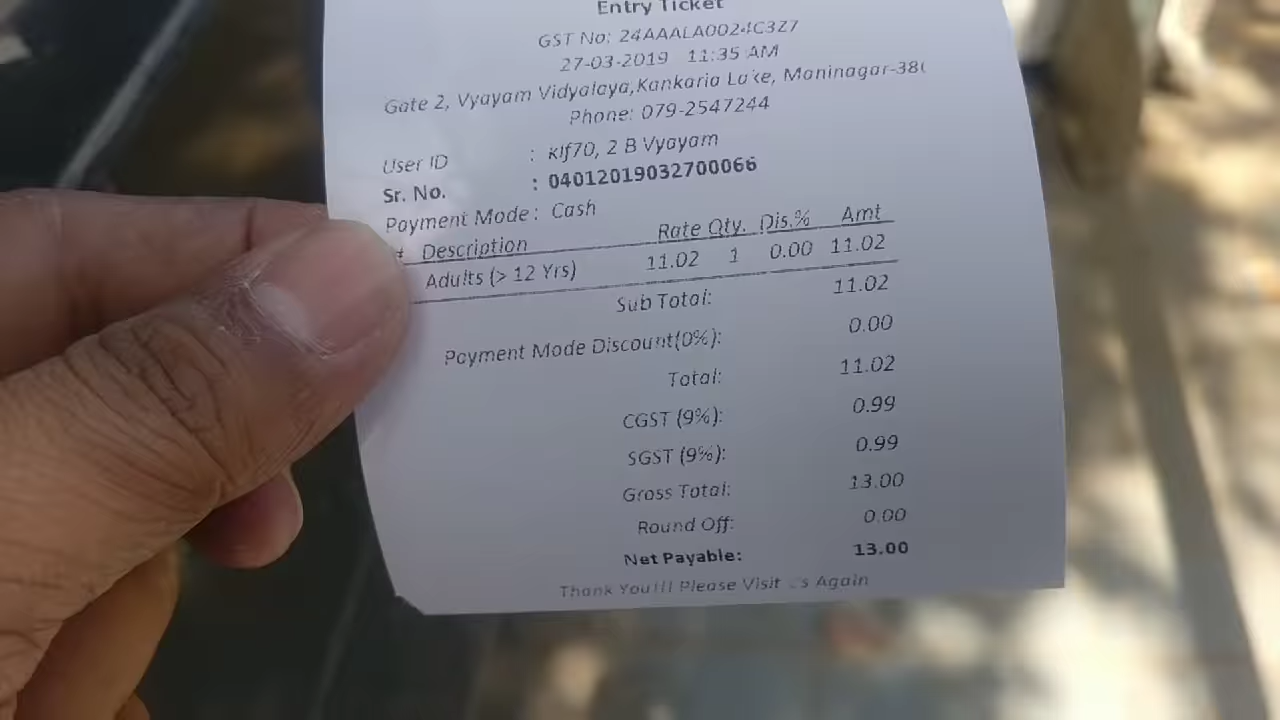 Entry Ticket
GST No: 24AAALA0024C3Z7
27-03-2019 11:35 AM
Gate 2, Vyayam Vidyalaya,Kankaria Lake, Maninagar-38
Phone: 079-2547244
User ID : Klf70, 2 B Vyayam
Sr. No. : 04012019032700066
Payment Mode : Cash
# Description Rate Qty. Dis.% Amt
Adults (> 12 Yrs) 11.02 1 0.00 11.02
Sub Total: 11.02
Payment Mode Discount(0%): 0.00
Total: 11.02
CGST (9%): 0.99
SGST (9%): 0.99
Gross Total: 13.00
Round Off: 0.00
Net Payable: 13.00
Thank You!!! Please Visit Us Again